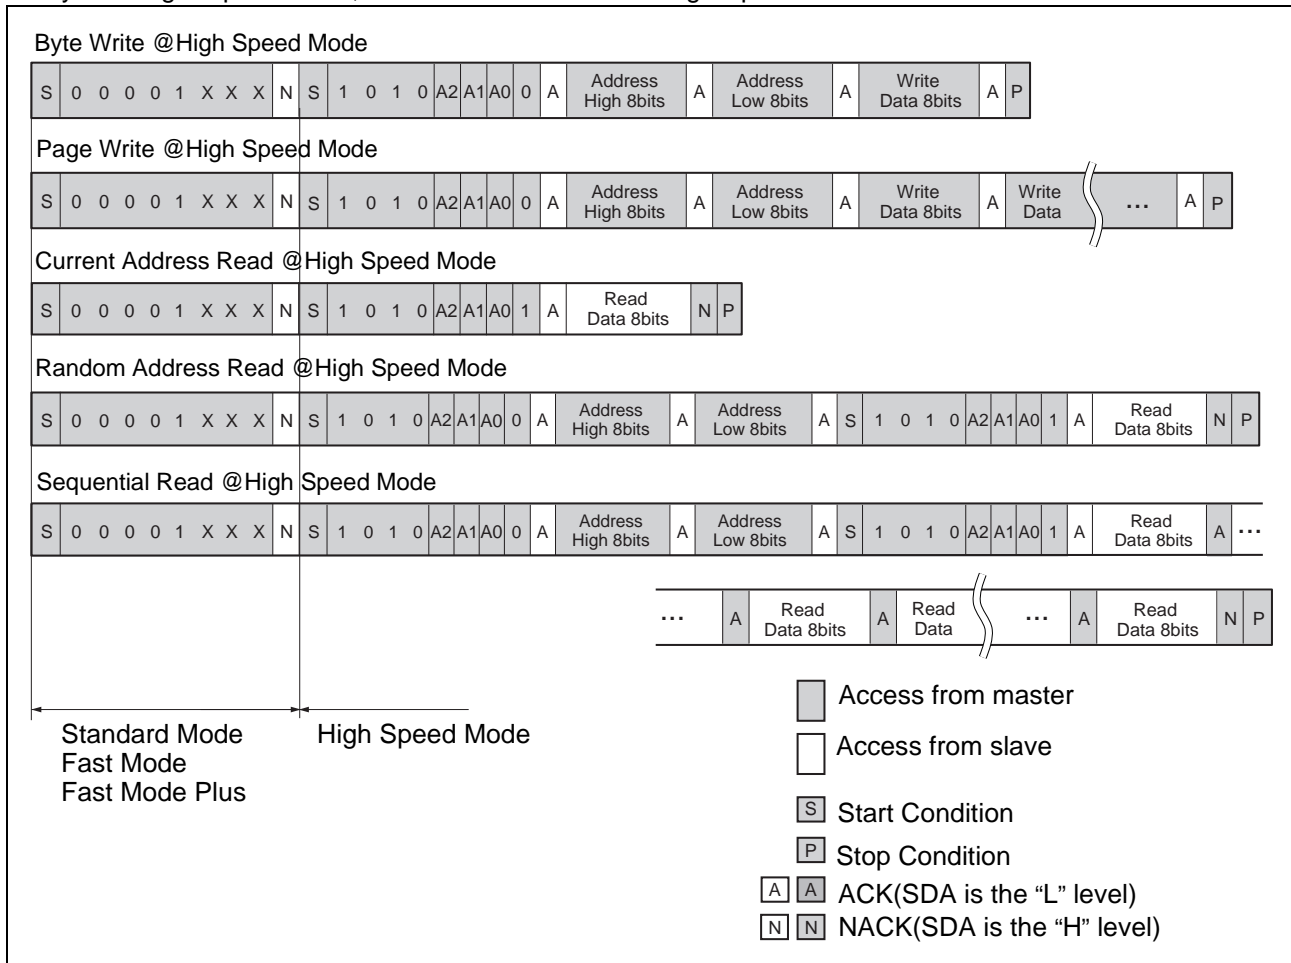 Byte Write @High Speed Mode
S 0 0 0 0 1 X X X N S 1 0 1 0 A2 A1 A0 0 A Address High 8bits A Address Low 8bits A Write Data 8bits A P
Page Write @High Speed Mode
S 0 0 0 0 1 X X X N S 1 0 1 0 A2 A1 A0 0 A Address High 8bits A Address Low 8bits A Write Data 8bits A Write Data ... A P
Current Address Read @High Speed Mode
S 0 0 0 0 1 X X X N S 1 0 1 0 A2 A1 A0 1 A Read Data 8bits N P
Random Address Read @High Speed Mode
S 0 0 0 0 1 X X X N S 1 0 1 0 A2 A1 A0 0 A Address High 8bits A Address Low 8bits A S 1 0 1 0 A2 A1 A0 1 A Read Data 8bits N P
Sequential Read @High Speed Mode
S 0 0 0 0 1 X X X N S 1 0 1 0 A2 A1 A0 0 A Address High 8bits A Address Low 8bits A S 1 0 1 0 A2 A1 A0 1 A Read Data 8bits A ...
... A Read Data 8bits A Read Data ... A Read Data 8bits N P
Access from master
Standard Mode High Speed Mode
Access from slave
Fast Mode
Fast Mode Plus
S Start Condition
P Stop Condition
A A ACK(SDA is the “L” level)
N N NACK(SDA is the “H” level)